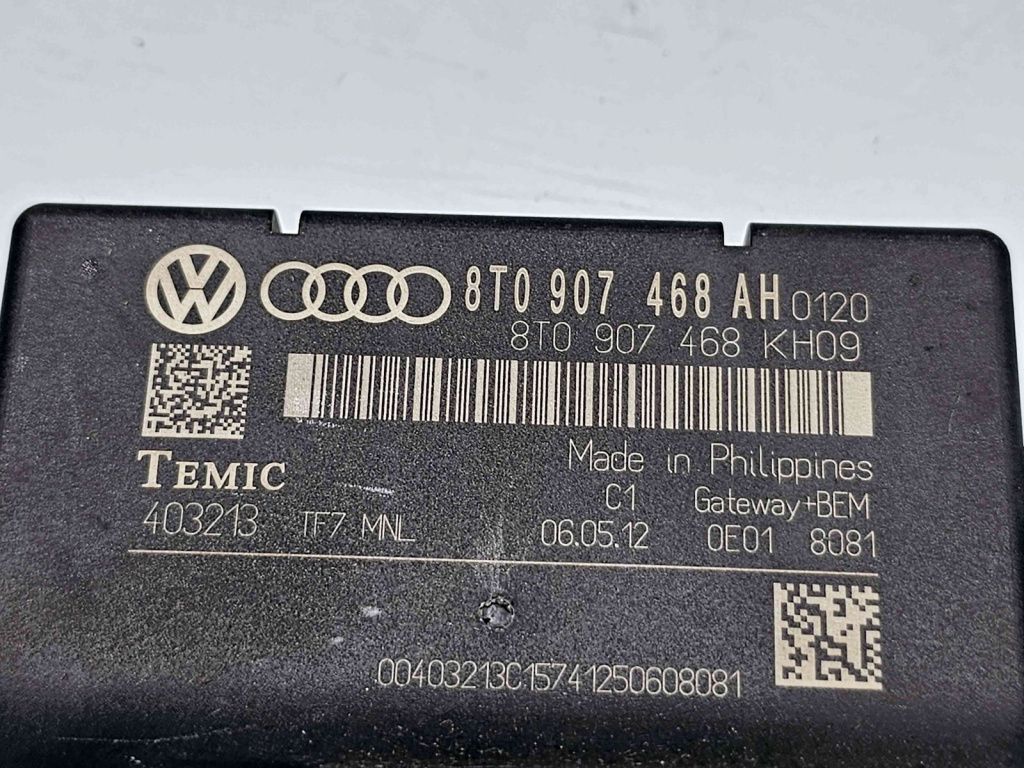 8T0 907 468 AH 0120
8T0 907 468 KH09
TEMIC
Made in Philippines
C1 Gateway+BEM
403213 TF7 MNL 06.05.12 0E01 8081
00403213C15741250608081